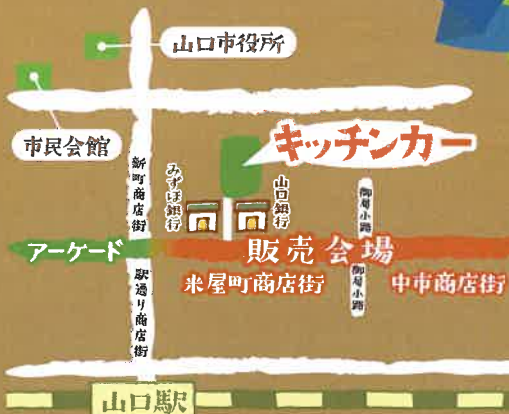 山口市役所
市民会館
キッチンカー
新町商店街
みずほ銀行
山口銀行
御局小路
アーケード
販売会場
米屋町商店街
御局小路
中市商店街
駅通り商店街
山口駅